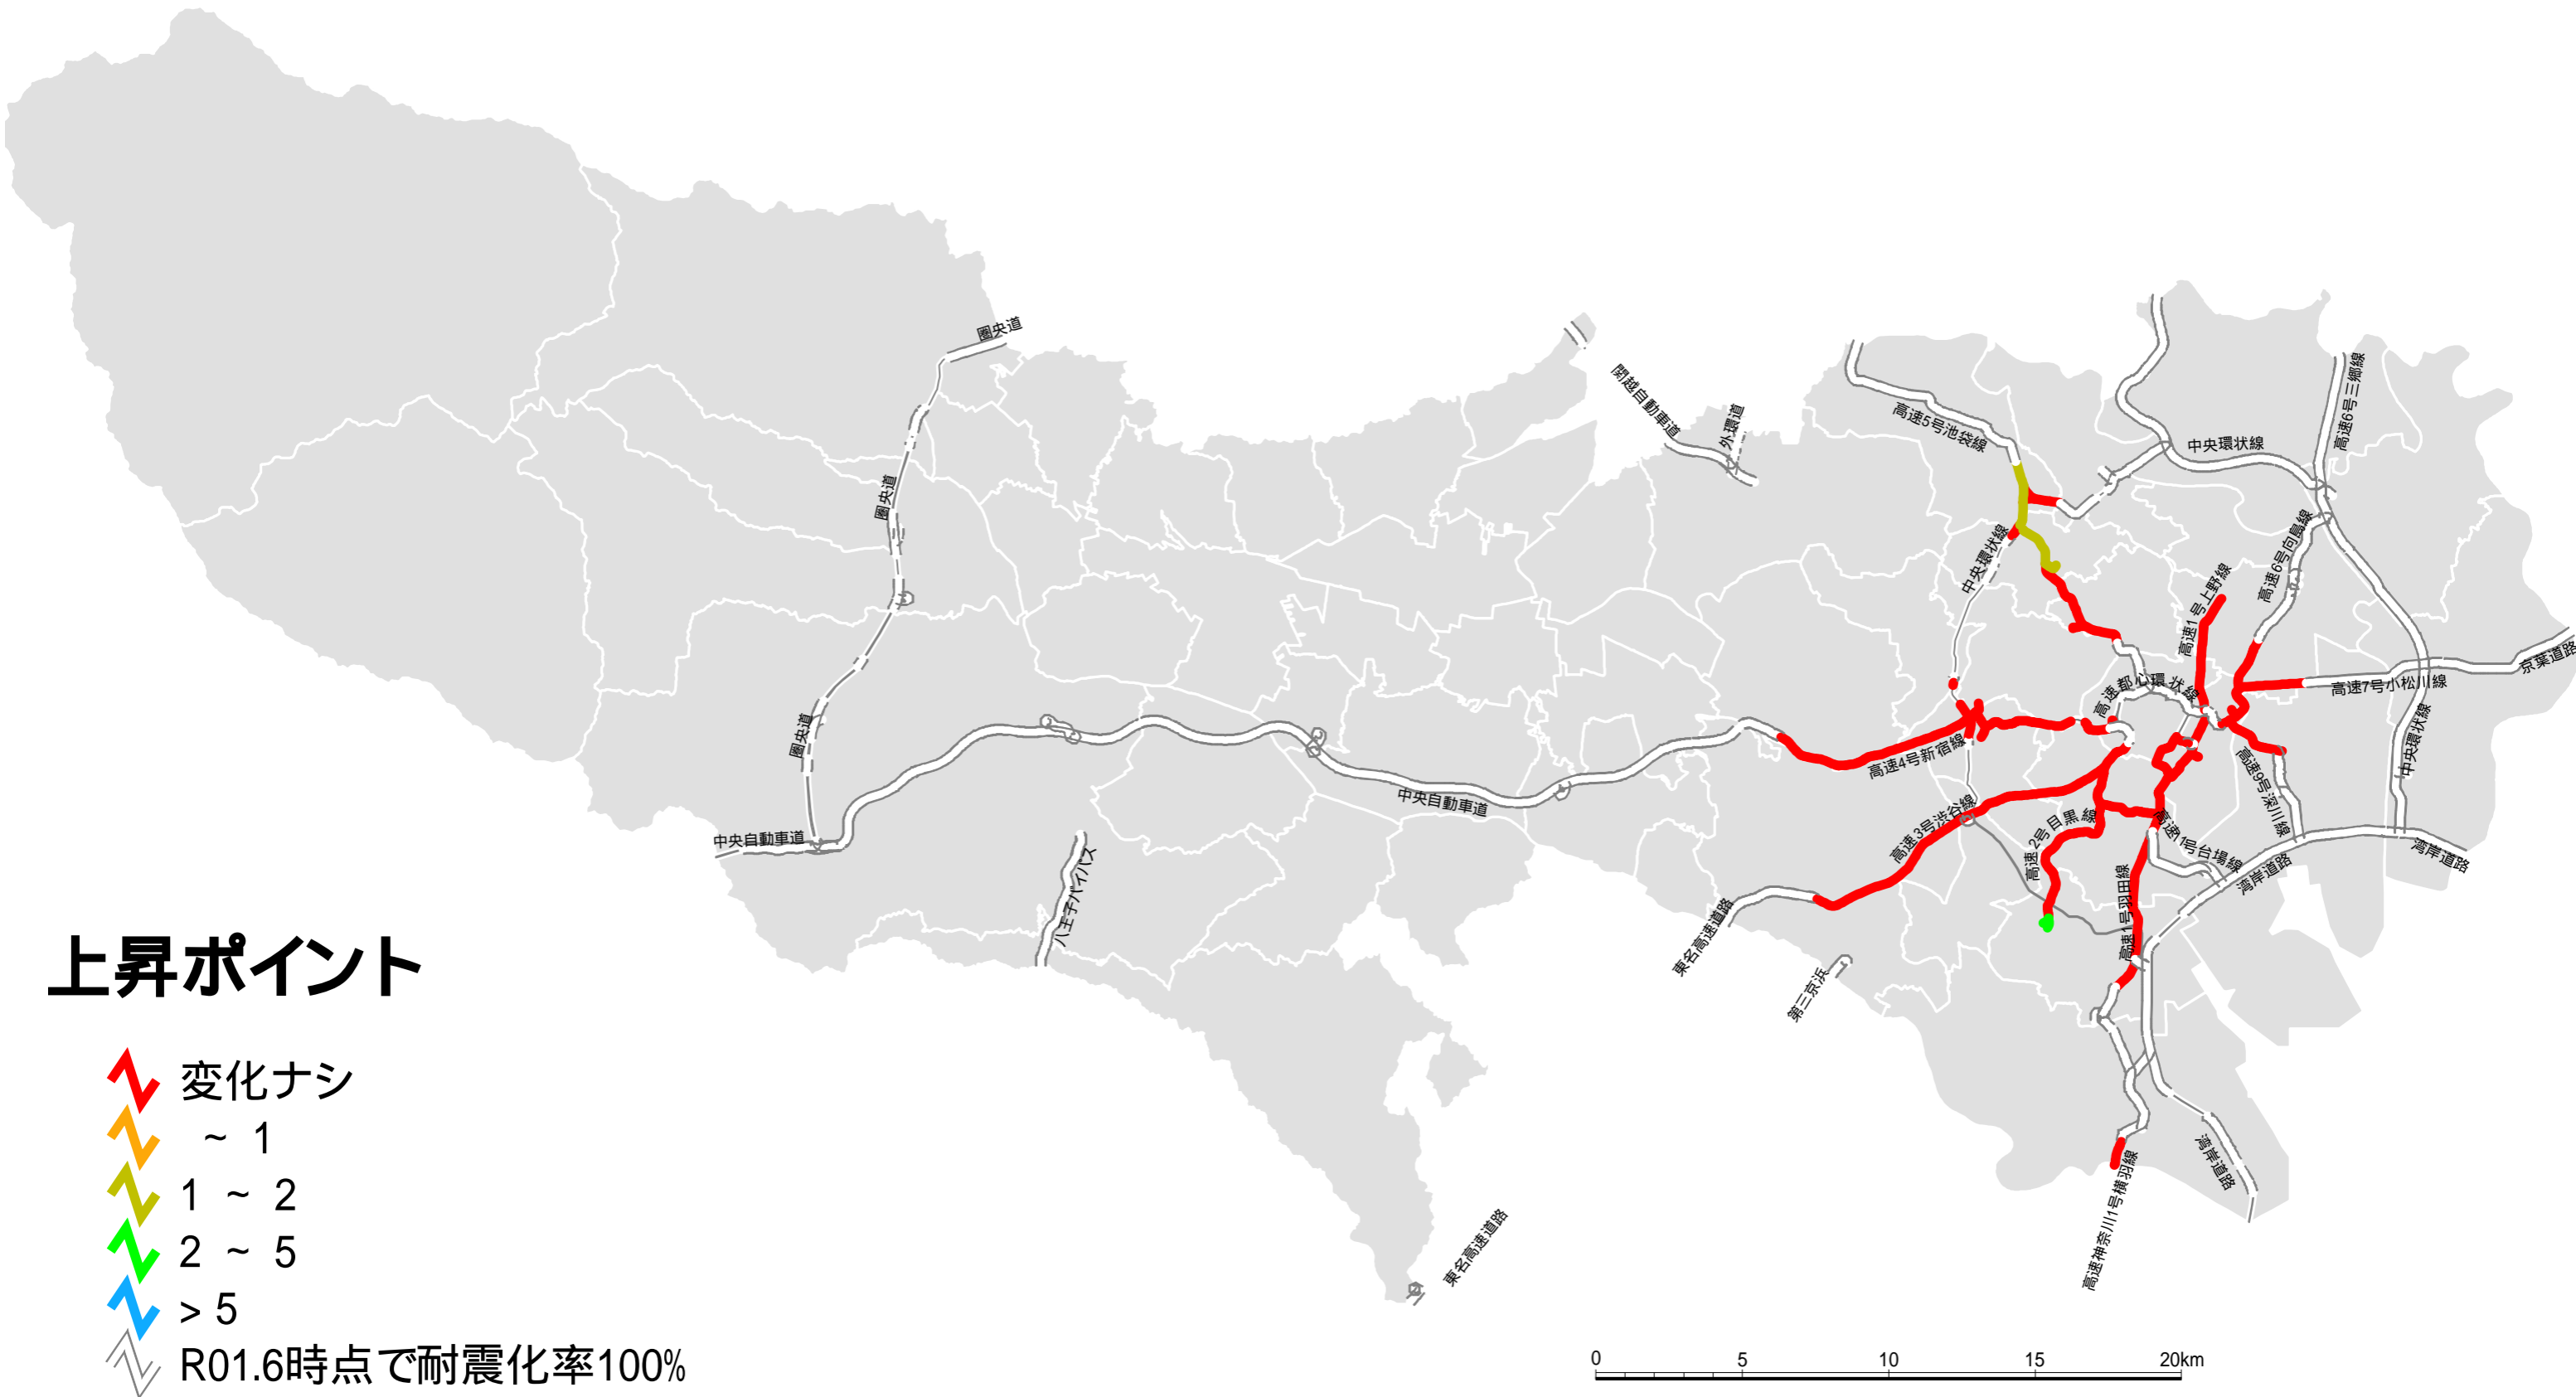 圏央道
関越自動車道
外環道
高速5号池袋線
中央環状線
高速6号三郷線
圏央道
中央環状線
高速1号上野線
高速6号向島線
京葉道路
高速7号小松川線
高速都心環状線
圏央道
高速4号新宿線
中央環状線
高速9号深川線
中央自動車道
中央自動車道
高速3号渋谷線
高速2号目黒線
高速11号台場線
湾岸道路
湾岸道路
八王子バイパス
東名高速道路
高速1号羽田線
第三京浜
湾岸道路
高速神奈川1号横羽線
東名高速道路
上昇ポイント
変化ナシ
~ 1
1 ~ 2
2 ~ 5
> 5
R01.6時点で耐震化率100%
0 5 10 15 20km